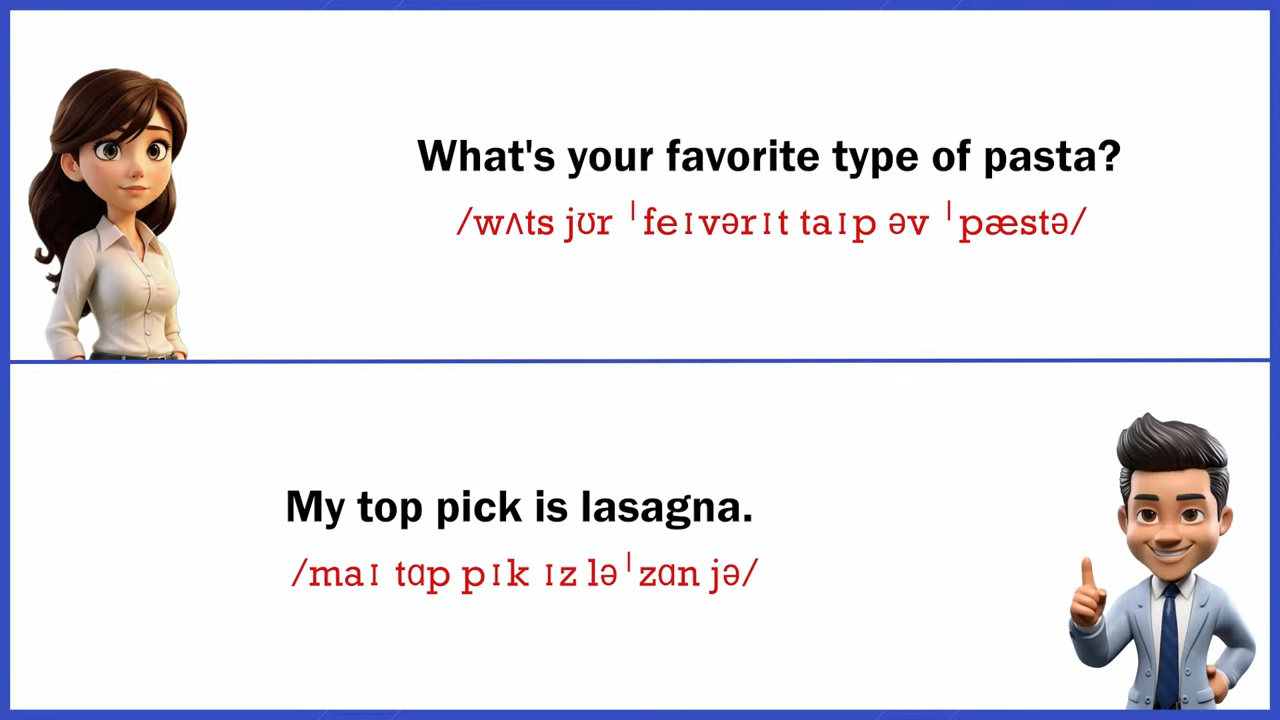 What's your favorite type of pasta?
/wʌts jʊr ˈfeɪvərɪt taɪp əv ˈpæstə/
My top pick is lasagna.
/maɪ tɑp pɪk ɪz ləˈzɑn jə/